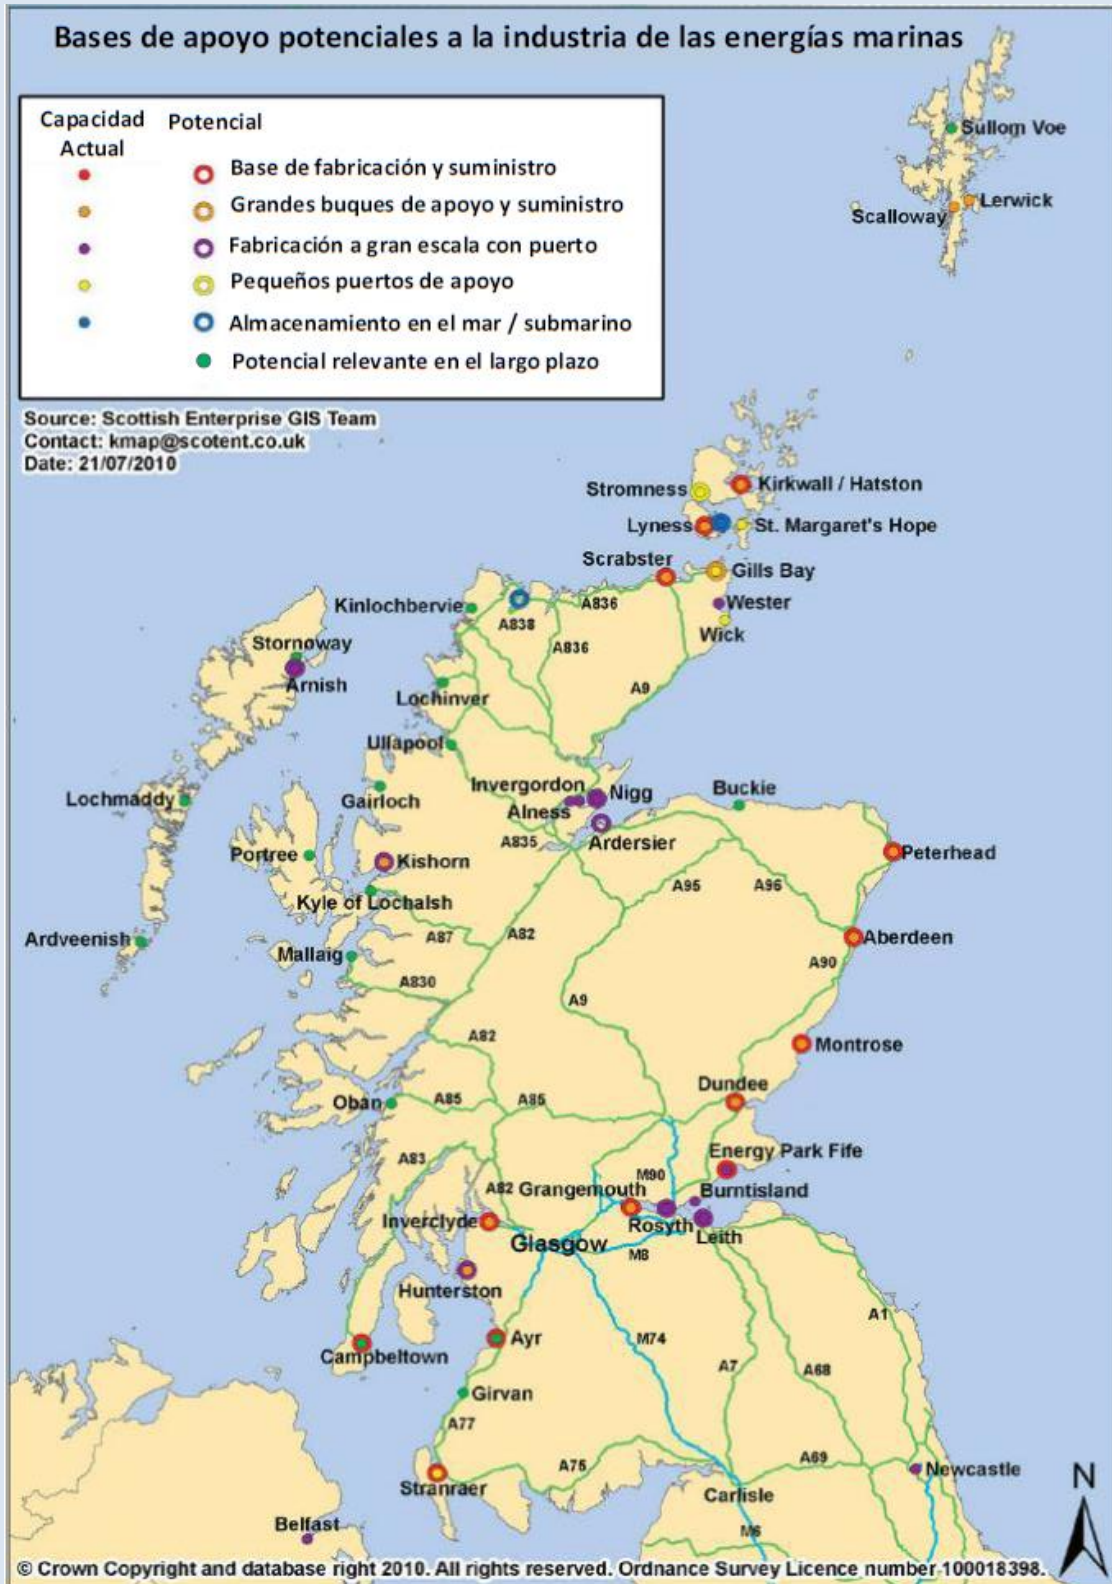 Bases de apoyo potenciales a la industria de las energías marinas
Capacidad Actual
Potencial
Base de fabricación y suministro
Grandes buques de apoyo y suministro
Fabricación a gran escala con puerto
Pequeños puertos de apoyo
Almacenamiento en el mar / submarino
Potencial relevante en el largo plazo
Source: Scottish Enterprise GIS Team
Contact: kmap@scotent.co.uk
Date: 21/07/2010
Sullom Voe
Lerwick
Scalloway
Kirkwall / Hatston
Stromness
Lyness
St. Margaret's Hope
Scrabster
Gills Bay
Kinlochbervie
A836
Wester
A838
Wick
Stornoway
A836
Arnish
A9
Lochinver
Ullapool
Invergordon
Nigg
Buckie
Lochmaddy
Gairloch
Alness
A835
Ardersier
Portree
Kishorn
Peterhead
A95
A96
Kyle of Lochalsh
Ardveenish
A87
A82
Aberdeen
Mallaig
A90
A830
A9
A82
Montrose
Dundee
Oban
A85
A85
A83
Energy Park Fife
M90
A82
Grangemouth
Burntisland
Inverclyde
Rosyth
Leith
Glasgow
M8
Hunterston
A1
Ayr
M74
Campbeltown
A7
A68
Girvan
A77
A69
A75
Newcastle
Stranraer
Carlisle
N
Belfast
M6
© Crown Copyright and database right 2010. All rights reserved. Ordnance Survey Licence number 100018398.